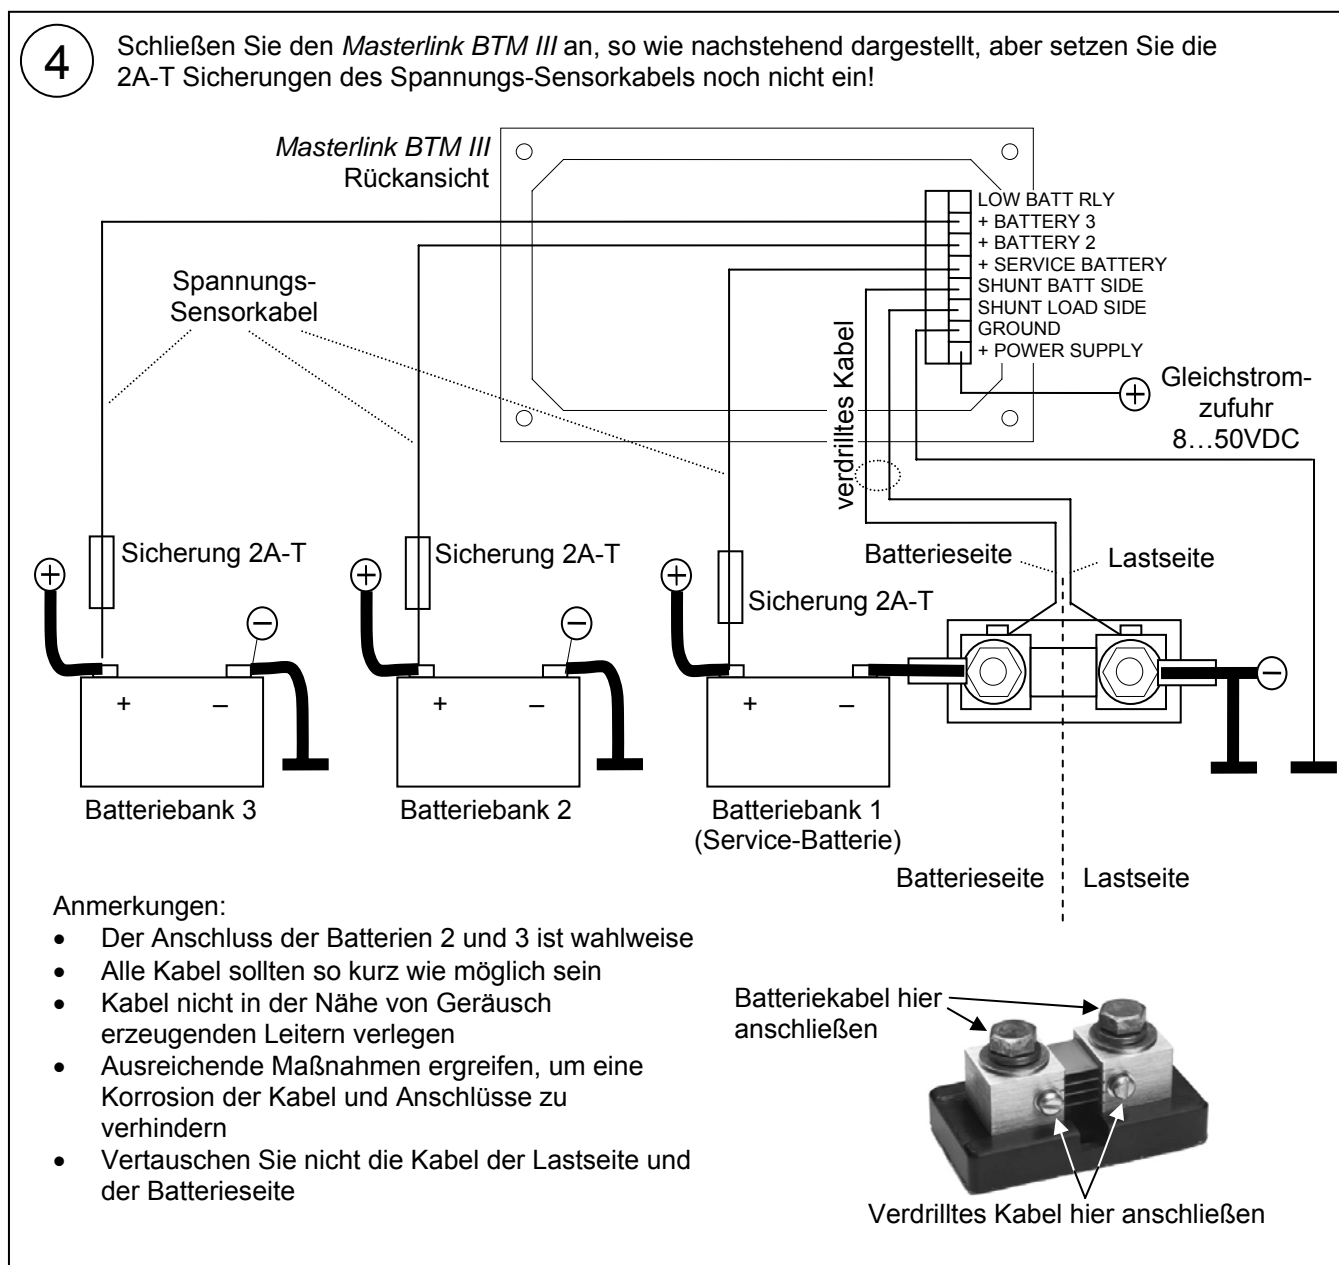 4
Schließen Sie den Masterlink BTM III an, so wie nachstehend dargestellt, aber setzen Sie die
2A-T Sicherungen des Spannungs-Sensorkabels noch nicht ein!
Masterlink BTM III
Rückansicht
LOW BATT RLY
+ BATTERY 3
+ BATTERY 2
+ SERVICE BATTERY
SHUNT BATT SIDE
SHUNT LOAD SIDE
GROUND
+ POWER SUPPLY
Spannungs-
Sensorkabel
verdrilltes Kabel
+
Gleichstrom-
zufuhr
8…50VDC
Sicherung 2A-T
Sicherung 2A-T
Sicherung 2A-T
Batterieseite
Lastseite
+
–
+
–
+
–
+ –
+ –
+ –
Batteriebank 3
Batteriebank 2
Batteriebank 1
(Service-Batterie)
Batterieseite
Lastseite
Anmerkungen:
• Der Anschluss der Batterien 2 und 3 ist wahlweise
• Alle Kabel sollten so kurz wie möglich sein
• Kabel nicht in der Nähe von Geräusch
erzeugenden Leitern verlegen
• Ausreichende Maßnahmen ergreifen, um eine
Korrosion der Kabel und Anschlüsse zu
verhindern
• Vertauschen Sie nicht die Kabel der Lastseite und
der Batterieseite
Batteriekabel hier
anschließen
Verdrilltes Kabel hier anschließen